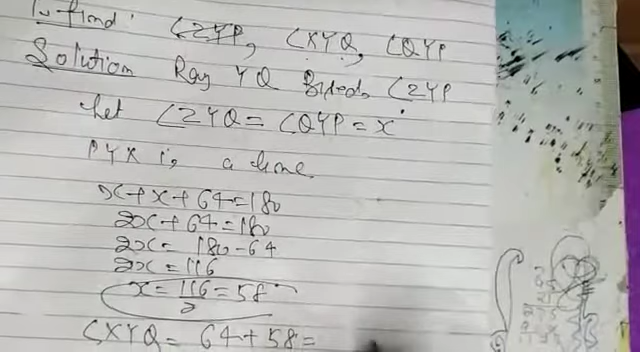 To find ∠ZYP, ∠XYQ, ∠QYP
Solution Ray YQ Bisects ∠ZYP
Let ∠ZYQ = ∠QYP = x
PYX is a line
x+x+64=180
2x+64=180
2x= 180-64
2x=116
x=116/2=58
∠XYQ= 64+58=